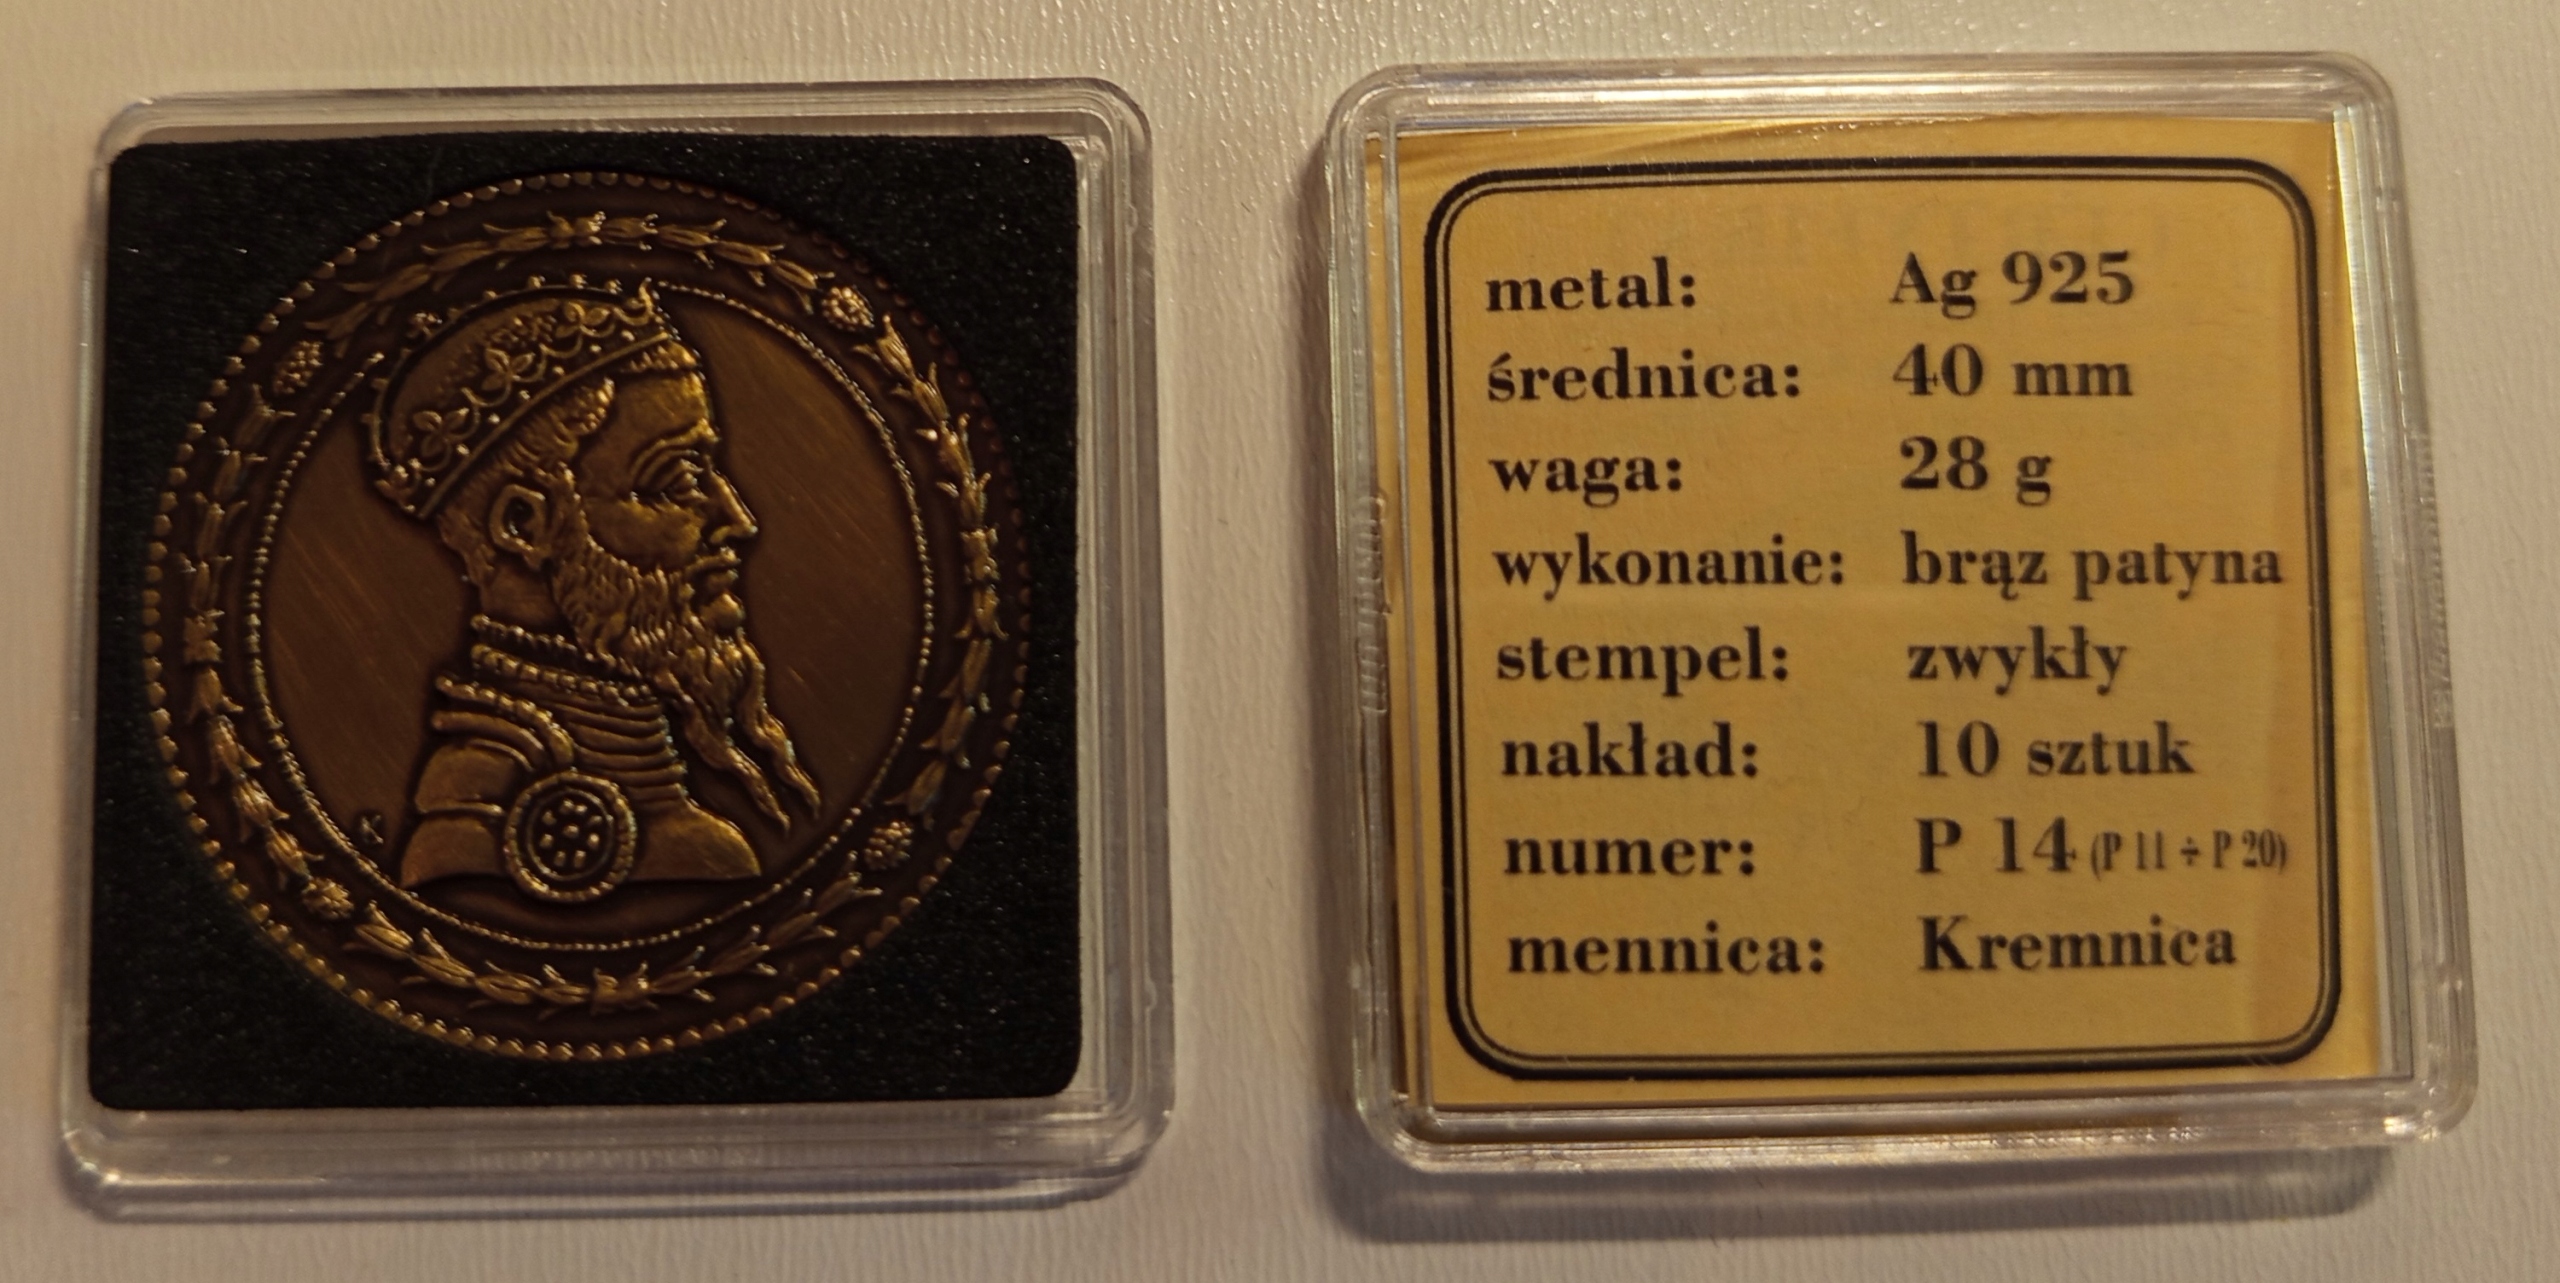 K
metal: Ag 925
średnica: 40 mm
waga: 28 g
wykonanie: brąz patyna
stempel: zwykły
nakład: 10 sztuk
numer: P 14 (P 11 ÷ P 20)
mennica: Kremnica